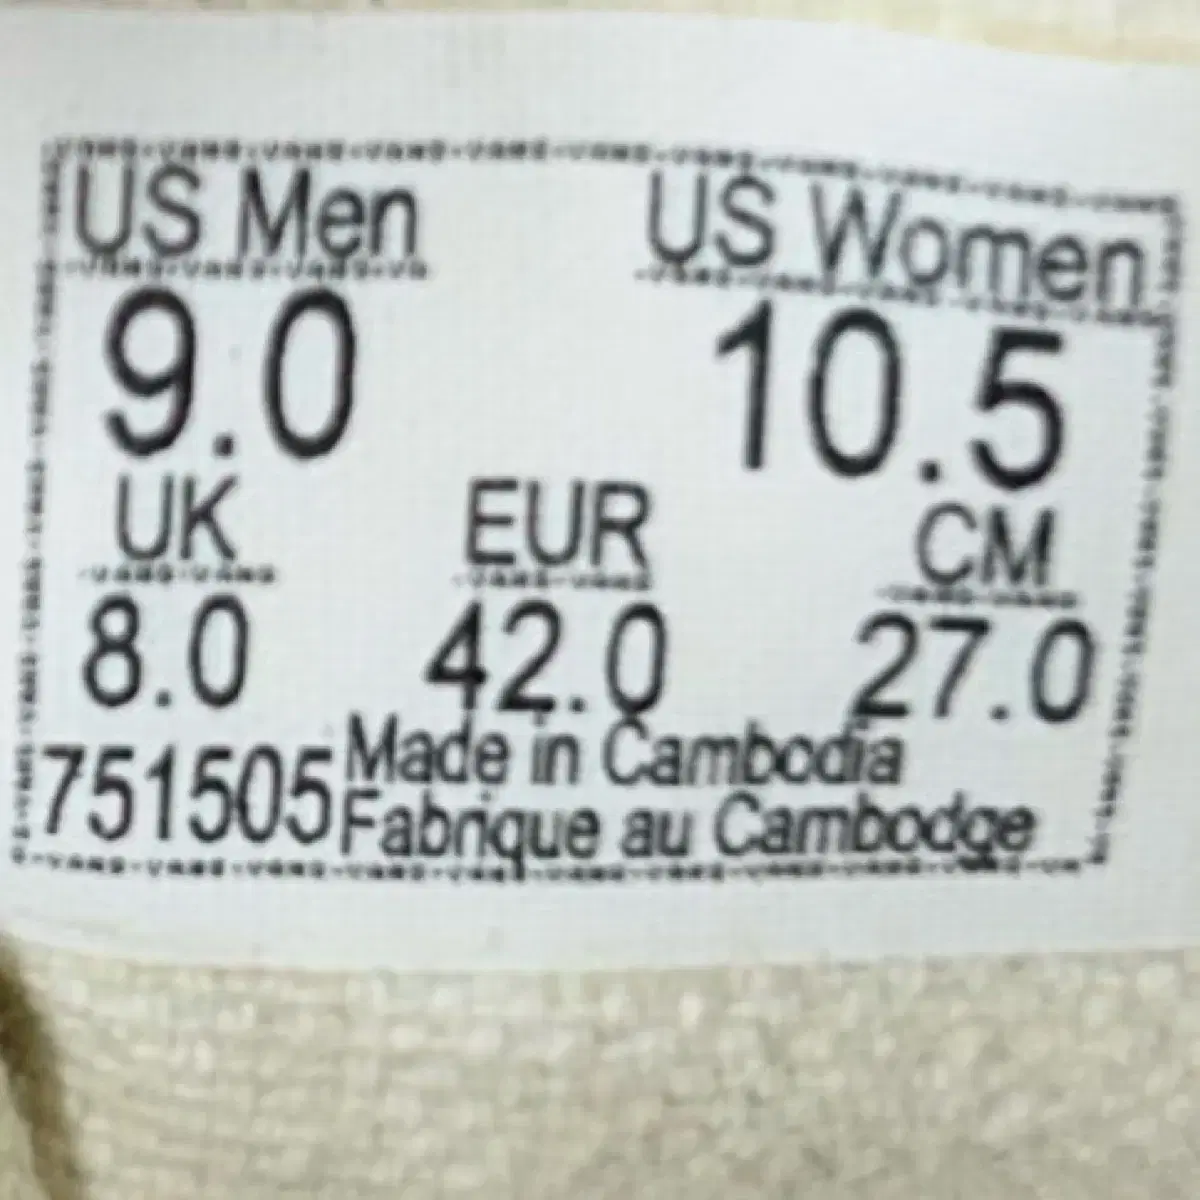 US Men US Women
9.0 10.5
UK EUR CM
8.0 42.0 27.0
751505 Made in Cambodia
Fabriqué au Cambodge